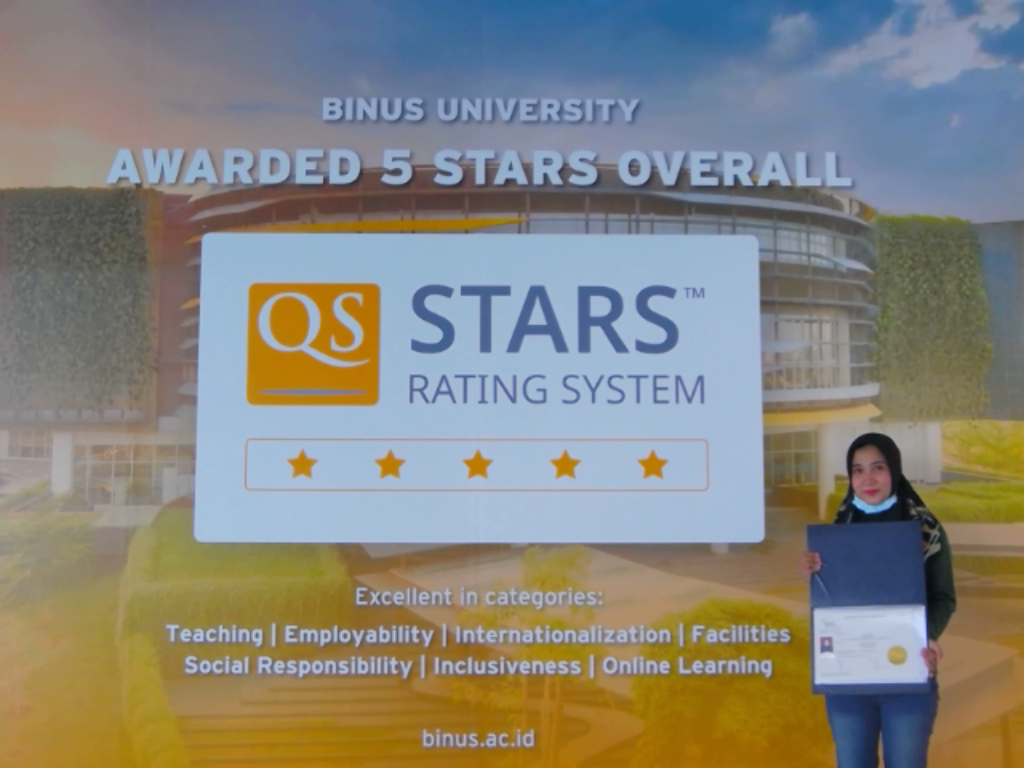 BINUS UNIVERSITY
AWARDED 5 STARS OVERALL
QS
STARS™
RATING SYSTEM
Excellent in categories:
Teaching | Employability | Internationalization | Facilities
Social Responsibility | Inclusiveness | Online Learning
binus.ac.id